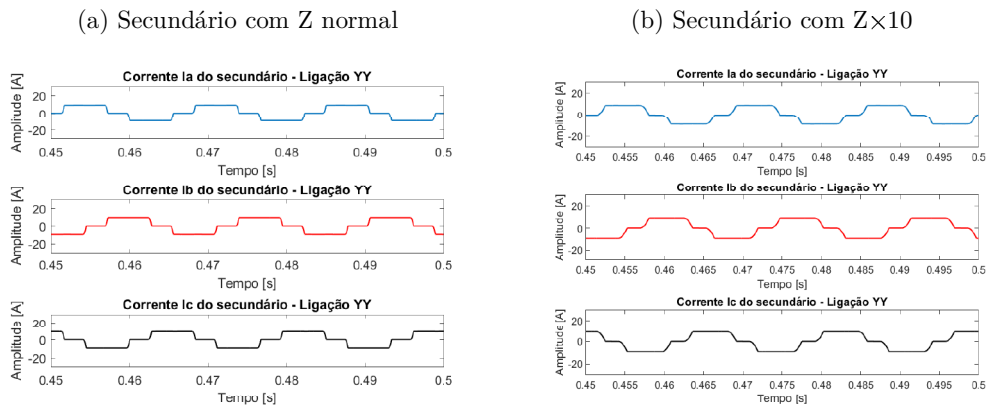 (a) Secundário com Z normal
Corrente Ia do secundário - Ligação YY
Amplitude [A]
20
0
-20
0.45 0.46 0.47 0.48 0.49 0.5
Tempo [s]
Corrente Ib do secundário - Ligação YY
Amplitude [A]
20
0
-20
0.45 0.46 0.47 0.48 0.49 0.5
Tempo [s]
Corrente Ic do secundário - Ligação YY
Amplitude [A]
20
0
-20
0.45 0.46 0.47 0.48 0.49 0.5
Tempo [s]
(b) Secundário com Z×10
Corrente Ia do secundário - Ligação YY
Amplitude [A]
20
0
-20
0.45 0.455 0.46 0.465 0.47 0.475 0.48 0.485 0.49 0.495 0.5
Tempo [s]
Corrente Ib do secundário - Ligação YY
Amplitude [A]
20
0
-20
0.45 0.455 0.46 0.465 0.47 0.475 0.48 0.485 0.49 0.495 0.5
Tempo [s]
Corrente Ic do secundário - Ligação YY
Amplitude [A]
20
0
-20
0.45 0.455 0.46 0.465 0.47 0.475 0.48 0.485 0.49 0.495 0.5
Tempo [s]